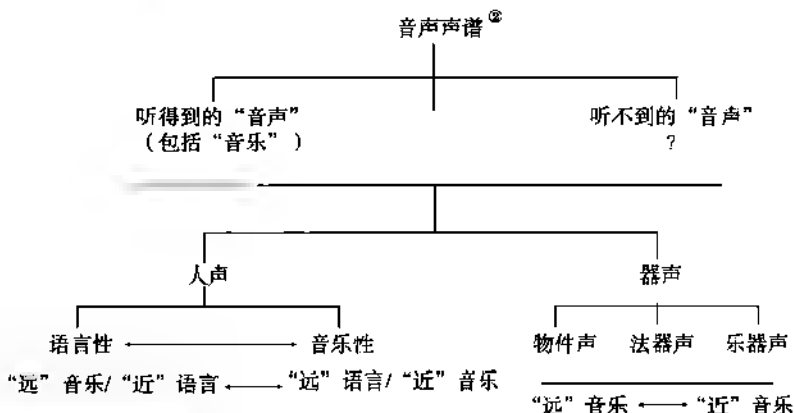 音声声谱②
听得到的“音声”
（包括“音乐”）
听不到的“音声”
？
人声
器声
语言性
音乐性
物件声
法器声
乐器声
“远”音乐/“近”语言
“远”语言/“近”音乐
“远”音乐
“近”音乐